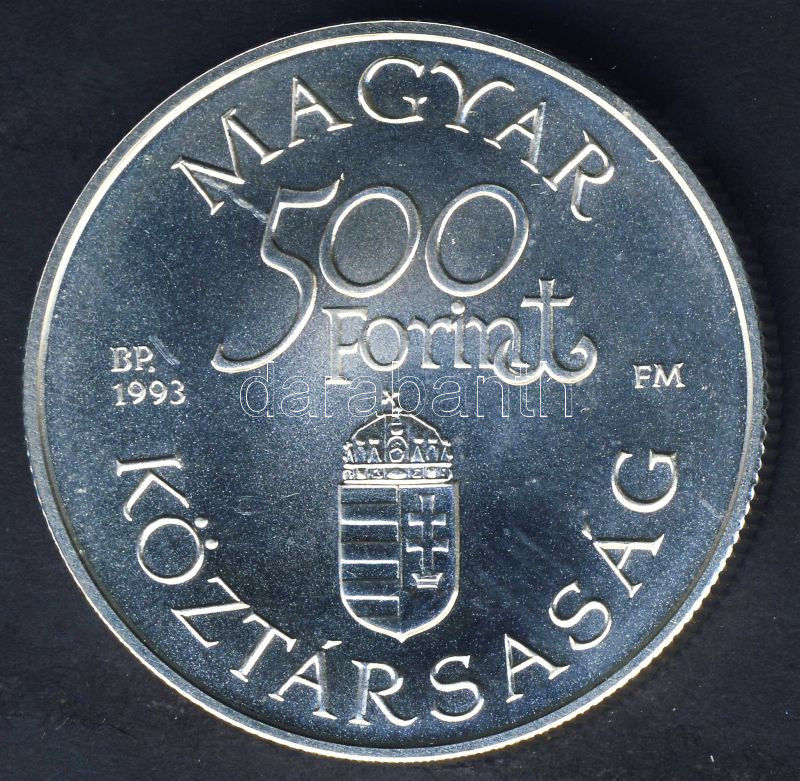 MAGYAR
500
Forint
BP.
1993
FM
darabanth
KÖZTÁRSASÁG